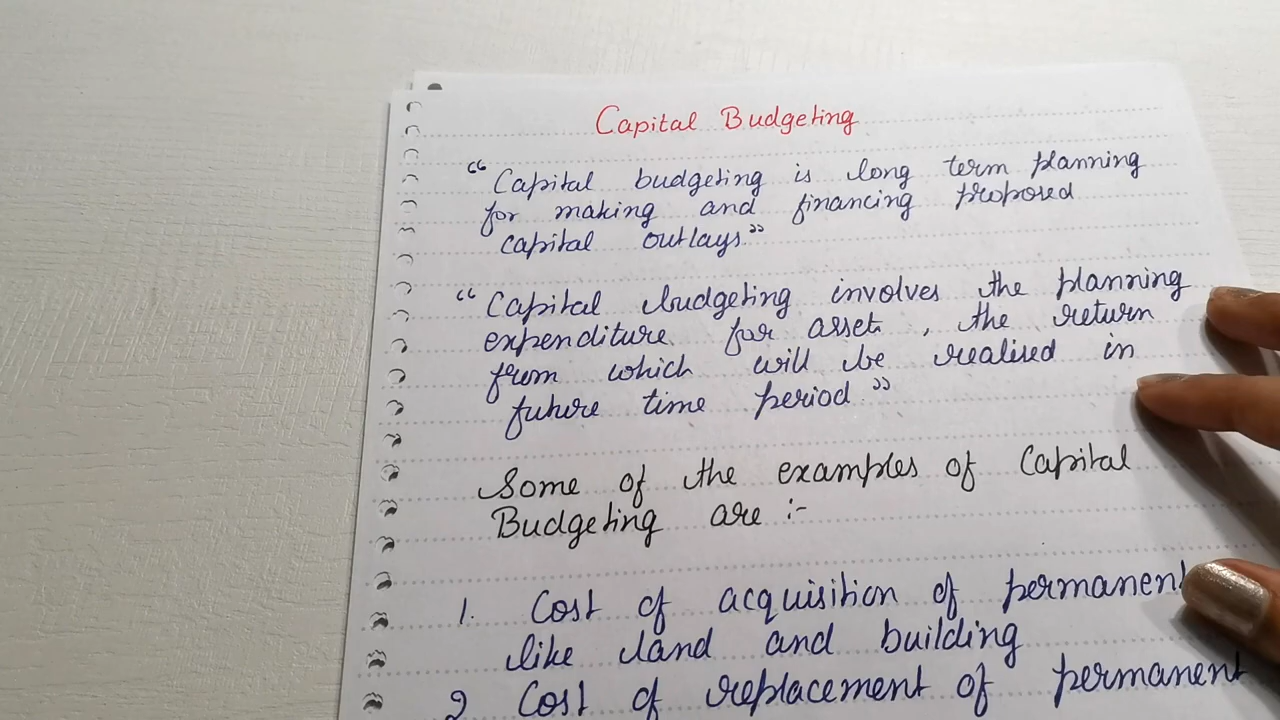 Capital Budgeting
“Capital budgeting is long term planning
for making and financing proposed
capital outlays.”
“Capital budgeting involves the planning
expenditure for asset , the return
from which will be realised in
future time period.”
Some of the examples of Capital
Budgeting are :-
1. Cost of acquisition of permanent
like land and building
2 Cost of replacement of permanent